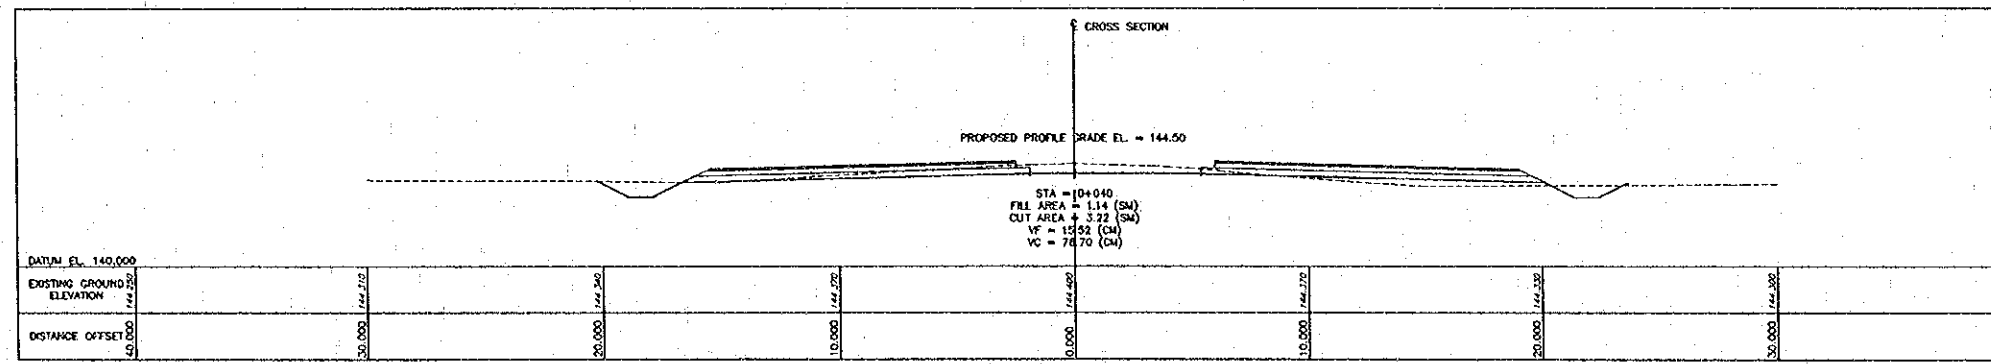 ℄ CROSS SECTION
PROPOSED PROFILE GRADE EL. = 144.50
STA = 10+040
FILL AREA = 1.14 (SM)
CUT AREA = 3.22 (SM)
VF = 15.52 (CM)
VC = 76.70 (CM)
DATUM EL. 140,000
EXISTING GROUND ELEVATION
144.250 144.310 144.340 144.370 144.400 144.370 144.330 144.300
DISTANCE OFFSET
40.000 30.000 20.000 10.000 0.000 10.000 20.000 30.000